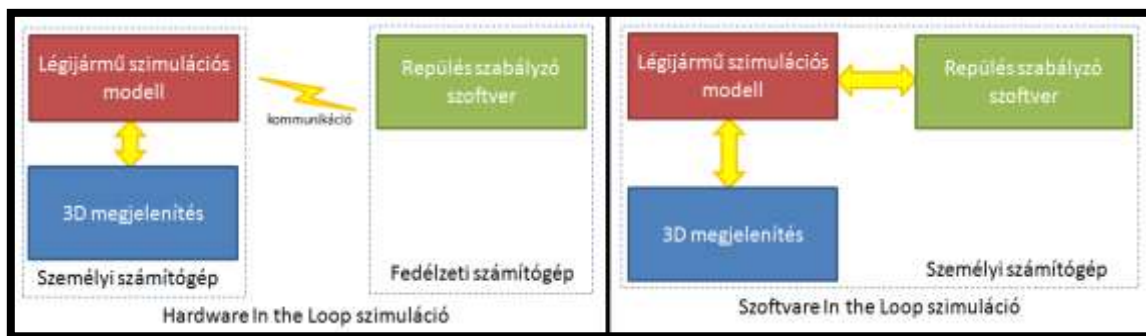 Légijármű szimulációs
modell
kommunikáció
Repülés szabályzó
szoftver
3D megjelenítés
Személyi számítógép
Fedélzeti számítógép
Hardware In the Loop szimuláció
Légijármű szimulációs
modell
Repülés szabályzó
szoftver
3D megjelenítés
Személyi számítógép
Szoftvare In the Loop szimuláció